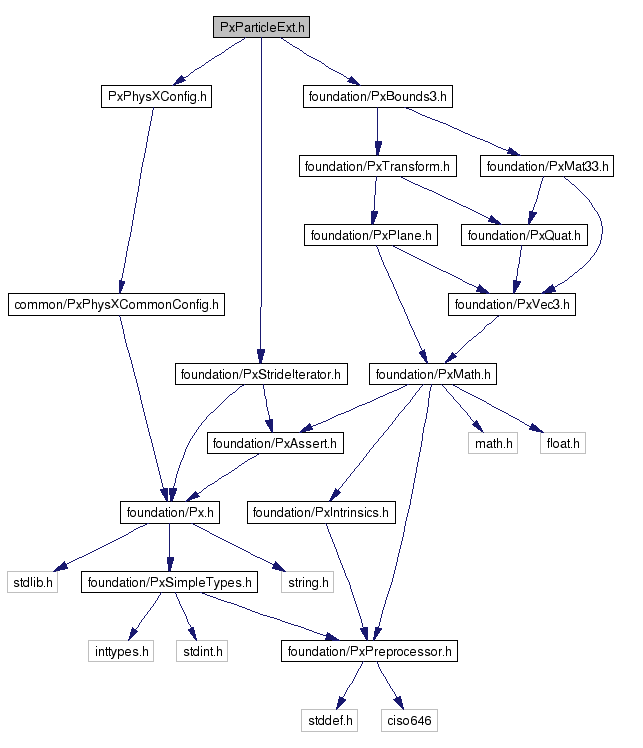 PxParticleExt.h
PxPhysXConfig.h
foundation/PxBounds3.h
foundation/PxTransform.h
foundation/PxMat33.h
foundation/PxPlane.h
foundation/PxQuat.h
common/PxPhysXCommonConfig.h
foundation/PxVec3.h
foundation/PxStrideIterator.h
foundation/PxMath.h
foundation/PxAssert.h
math.h
float.h
foundation/Px.h
foundation/PxIntrinsics.h
stdlib.h
foundation/PxSimpleTypes.h
string.h
inttypes.h
stdint.h
foundation/PxPreprocessor.h
stddef.h
ciso646